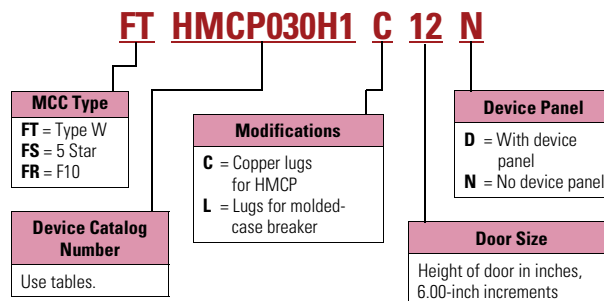 FT HMCP030H1 C 12 N
MCC Type
FT = Type W
FS = 5 Star
FR = F10
Device Catalog
Number
Use tables.
Modifications
C = Copper lugs
for HMCP
L = Lugs for molded-
case breaker
Device Panel
D = With device
panel
N = No device panel
Door Size
Height of door in inches,
6.00-inch increments